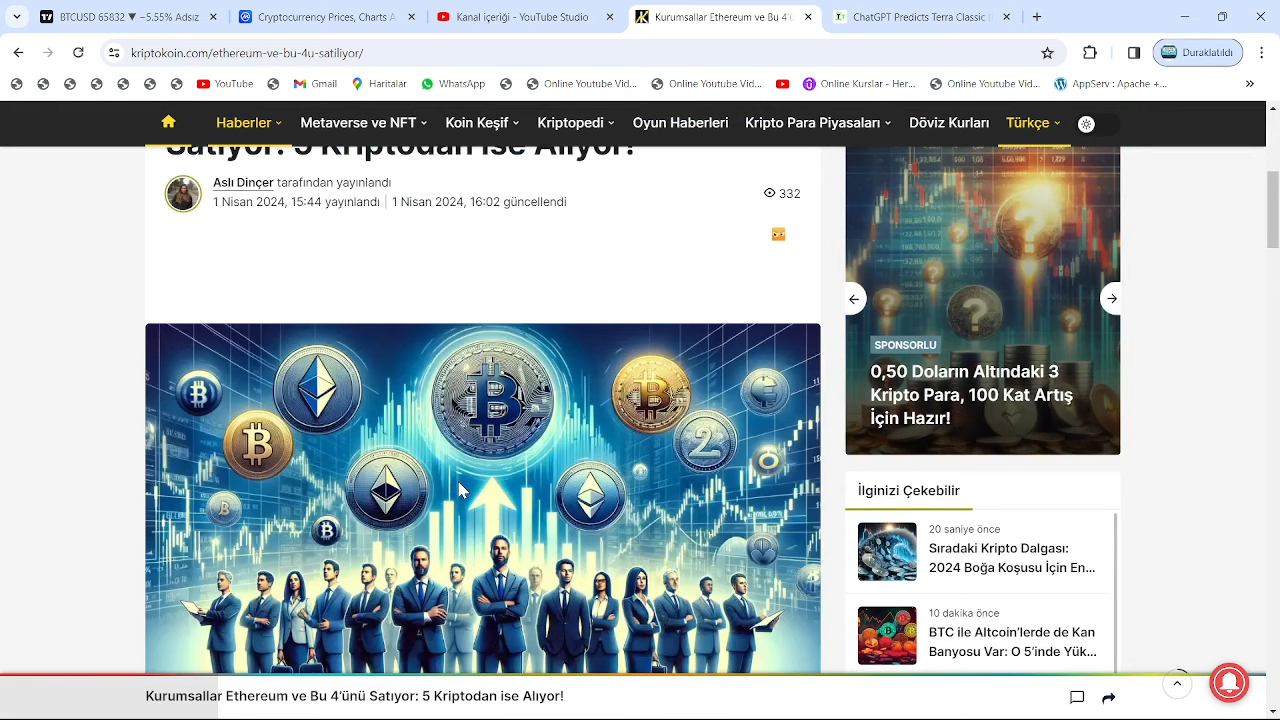 BTCUSD 65832 ▼ −5.55% Adsız
Cryptocurrency Prices, Charts A
Kanal içeriği - YouTube Studio
Kurumsallar Ethereum ve Bu 4'ü
ChatGPT Predicts Terra Classic (
kriptokoin.com/ethereum-ve-bu-4u-satiliyor/
Duraklatıldı
YouTube
Gmail
Haritalar
WhatsApp
Online Youtube Vid...
Online Youtube Vid...
Online Kurslar - Her...
Online Youtube Vid...
AppServ : Apache +...
Haberler
Metaverse ve NFT
Koin Keşif
Kriptopedi
Oyun Haberleri
Kripto Para Piyasaları
Döviz Kurları
Türkçe
Satıyor: 5 Kriptodan ise Alıyor!
Aslı Dinçer tarafından yayınlandı
1 Nisan 2024, 15:44 yayınlandı | 1 Nisan 2024, 16:02 güncellendi
332
SPONSORLU
0,50 Doların Altındaki 3
Kripto Para, 100 Kat Artış
İçin Hazır!
İlginizi Çekebilir
20 saniye önce
Sıradaki Kripto Dalgası:
2024 Boğa Koşusu İçin En...
10 dakika önce
BTC ile Altcoin'lerde de Kan
Banyosu Var: O 5'inde Yük...
Kurumsallar Ethereum ve Bu 4'ünü Satıyor: 5 Kriptodan ise Alıyor!